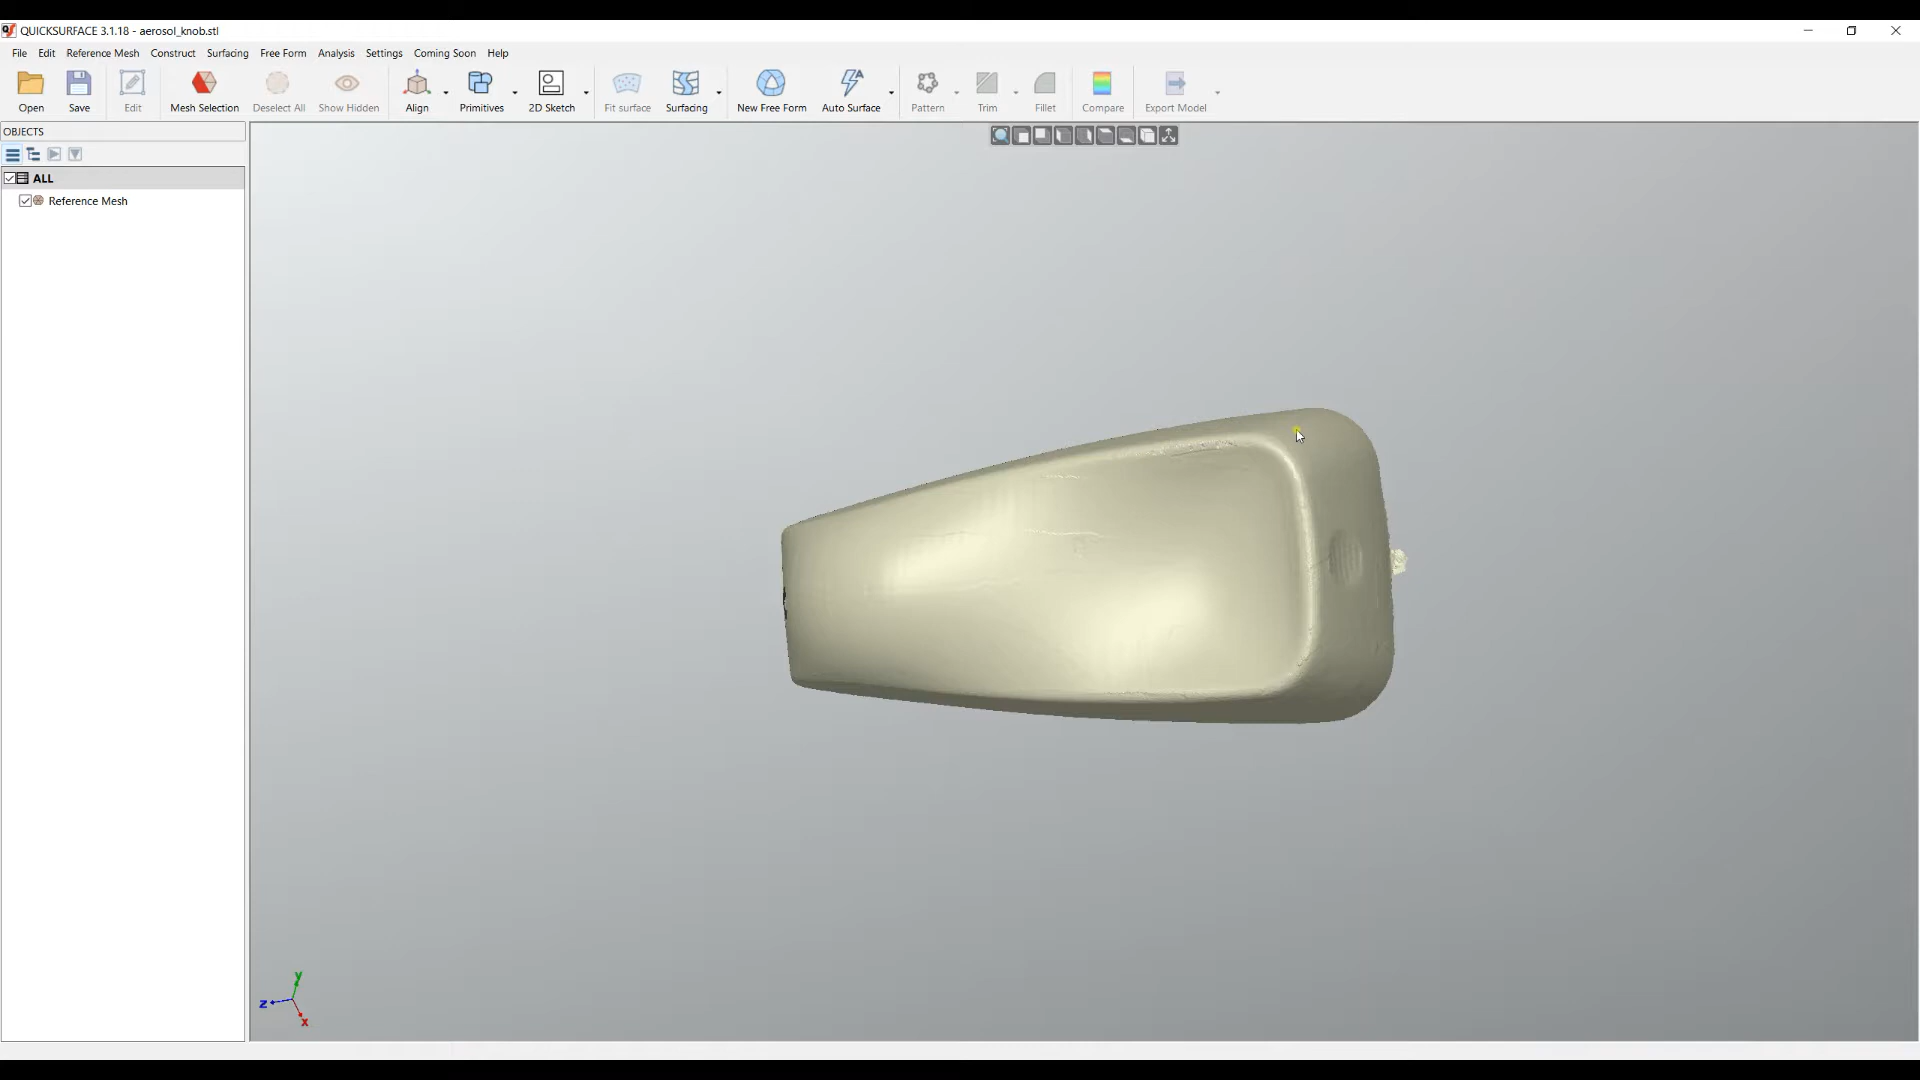 QUICKSURFACE 3.1.18 - aerosol_knob.stl
File Edit Reference Mesh Construct Surfacing Free Form Analysis Settings Coming Soon Help
Open Save Edit Mesh Selection Deselect All Show Hidden Align Primitives 2D Sketch Fit surface Surfacing New Free Form Auto Surface Pattern Trim Fillet Compare Export Model
OBJECTS
ALL
Reference Mesh
y
z
x